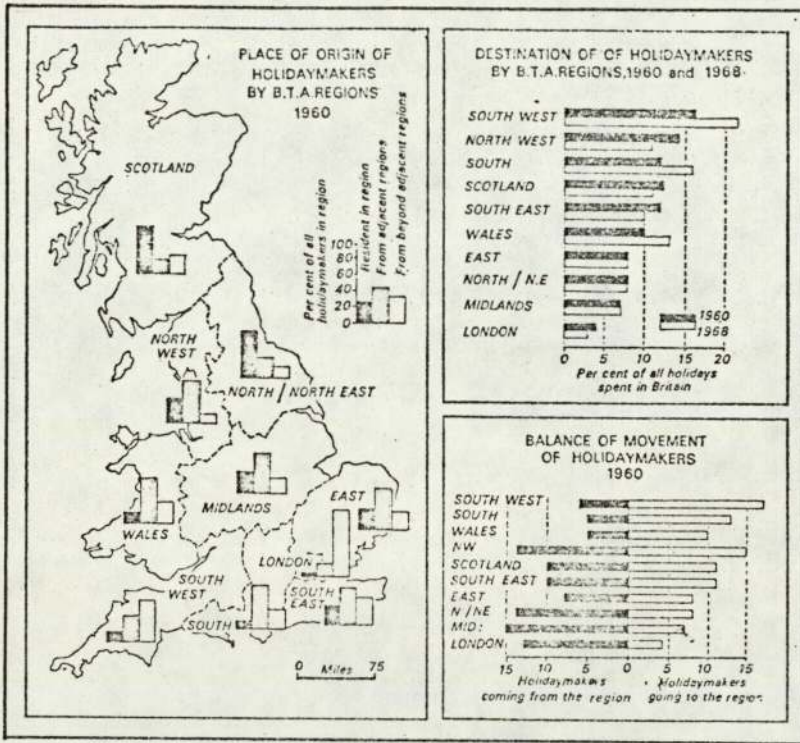 PLACE OF ORIGIN OF
HOLIDAYMAKERS
BY B.T.A. REGIONS
1960
SCOTLAND
Per cent of all
holidaymakers in region
Resident in region
From adjacent regions
From beyond adjacent regions
100
80
60
40
20
0
NORTH
WEST
NORTH / NORTH EAST
MIDLANDS
EAST
WALES
LONDON
SOUTH
WEST
SOUTH
EAST
SOUTH
0 Miles 75
DESTINATION OF OF HOLIDAYMAKERS
BY B.T.A. REGIONS, 1960 and 1968
SOUTH WEST
NORTH WEST
SOUTH
SCOTLAND
SOUTH EAST
WALES
EAST
NORTH / N.E
MIDLANDS
LONDON
1960
1968
0 5 10 15 20
Per cent of all holidays
spent in Britain
BALANCE OF MOVEMENT
OF HOLIDAYMAKERS
1960
SOUTH WEST
SOUTH
WALES
NW
SCOTLAND
SOUTH EAST
EAST
N / NE
MID:
LONDON
15 10 5 0 5 10 15
Holidaymakers
coming from the region
Holidaymakers
going to the region